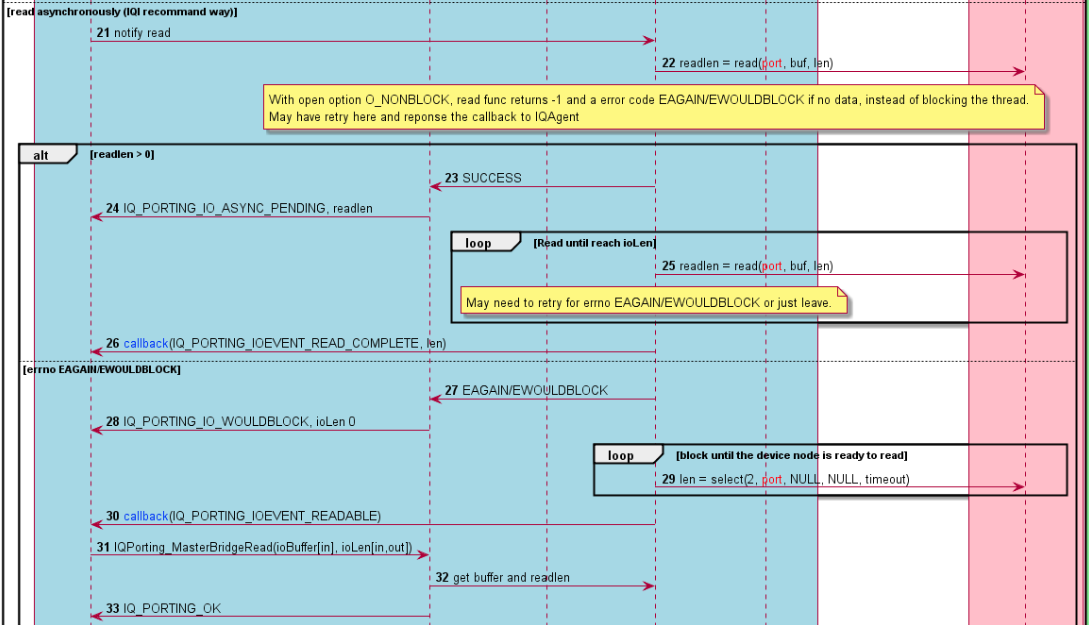 [read asynchronously (IQI recommand way)]
21 notify read
22 readlen = read(port, buf, len)
With open option O_NONBLOCK, read func returns -1 and a error code EAGAIN/EWOULDBLOCK if no data, instead of blocking the thread.
May have retry here and reponse the callback to IQAgent
alt [readlen > 0]
23 SUCCESS
24 IQ_PORTING_IO_ASYNC_PENDING, readlen
loop [Read until reach ioLen]
25 readlen = read(port, buf, len)
May need to retry for errno EAGAIN/EWOULDBLOCK or just leave.
26 callback(IQ_PORTING_IOEVENT_READ_COMPLETE, len)
[errno EAGAIN/EWOULDBLOCK]
27 EAGAIN/EWOULDBLOCK
28 IQ_PORTING_IO_WOULDBLOCK, ioLen 0
loop [block until the device node is ready to read]
29 len = select(2, port, NULL, NULL, timeout)
30 callback(IQ_PORTING_IOEVENT_READABLE)
31 IQPorting_MasterBridgeRead(ioBuffer[in], ioLen[in,out])
32 get buffer and readlen
33 IQ_PORTING_OK